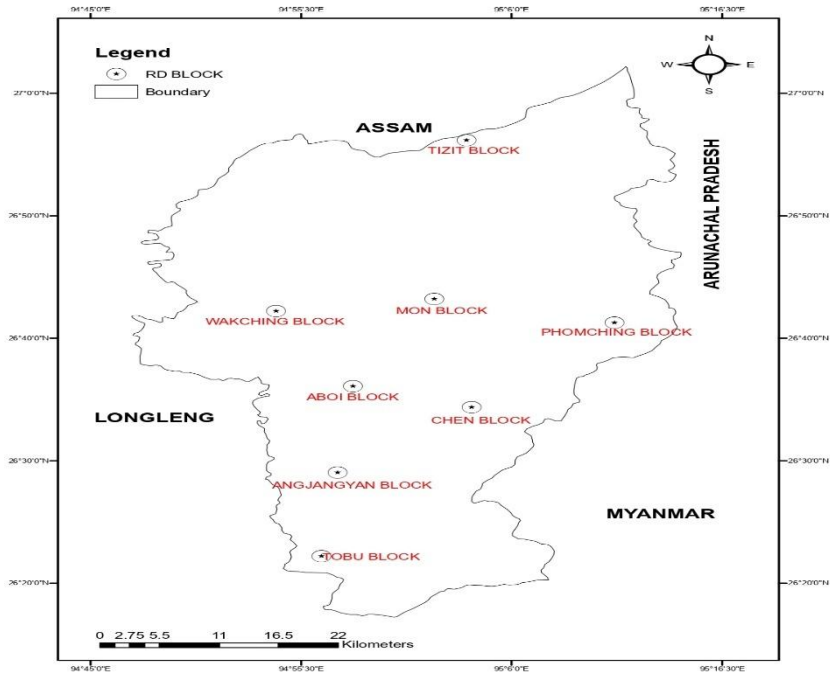 94°45'0"E 94°55'30"E 95°6'0"E 95°16'30"E
Legend
RD BLOCK
Boundary
N
W E
S
27°0'0"N 27°0'0"N
ASSAM
TIZIT BLOCK
ARUNACHAL PRADESH
26°50'0"N 26°50'0"N
MON BLOCK
WAKCHING BLOCK
PHOMCHING BLOCK
26°40'0"N 26°40'0"N
ABOI BLOCK
LONGLENG
CHEN BLOCK
26°30'0"N 26°30'0"N
ANGJANGYAN BLOCK
MYANMAR
TOBU BLOCK
26°20'0"N 26°20'0"N
0 2.75 5.5 11 16.5 22
Kilometers
94°45'0"E 94°55'30"E 95°6'0"E 95°16'30"E